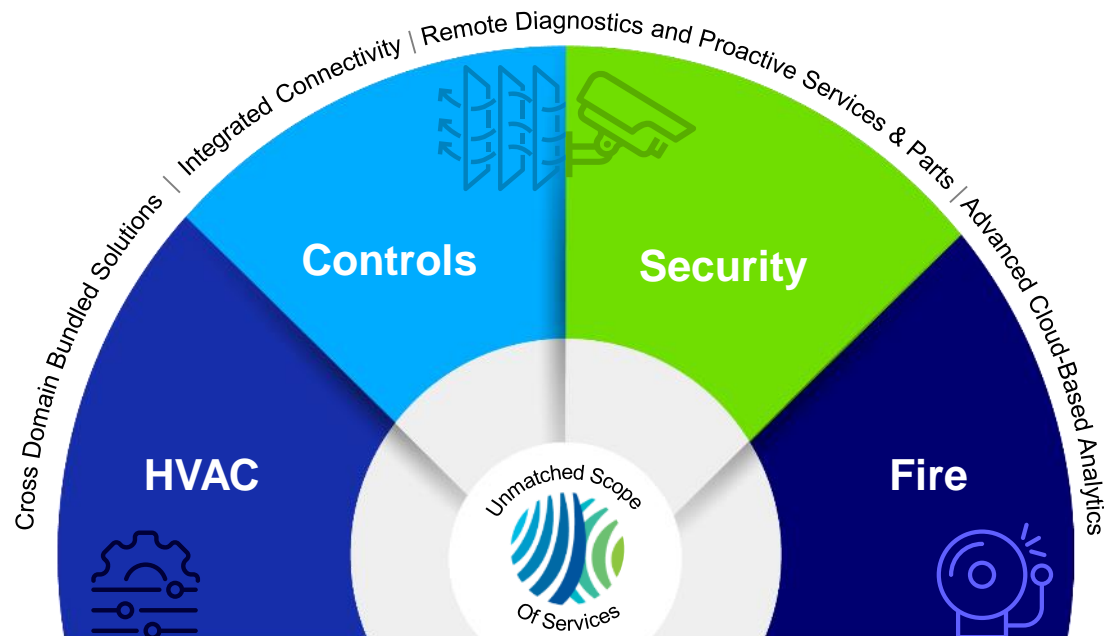 Cross Domain Bundled Solutions | Integrated Connectivity | Remote Diagnostics and Proactive Services & Parts | Advanced Cloud-Based Analytics
Controls
Security
HVAC
Fire
Unmatched Scope
Of Services